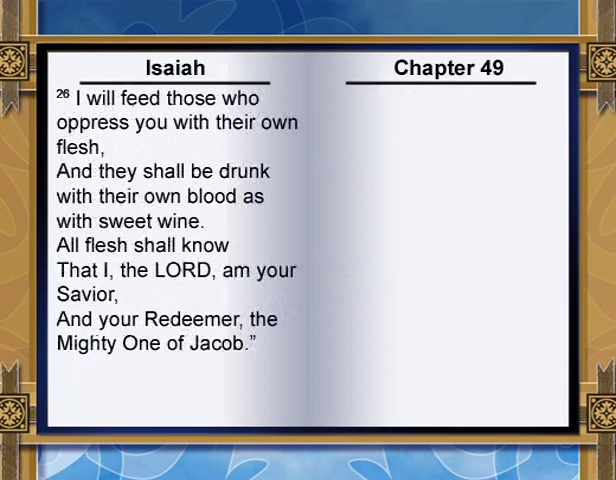 Isaiah
Chapter 49
26 I will feed those who
oppress you with their own
flesh,
And they shall be drunk
with their own blood as
with sweet wine.
All flesh shall know
That I, the LORD, am your
Savior,
And your Redeemer, the
Mighty One of Jacob.”